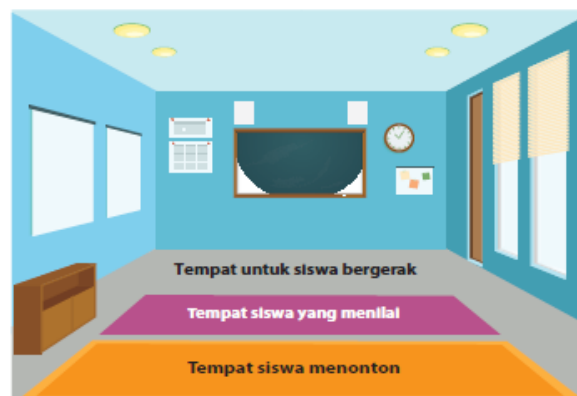 Tempat untuk siswa bergerak
Tempat siswa yang menilai
Tempat siswa menonton